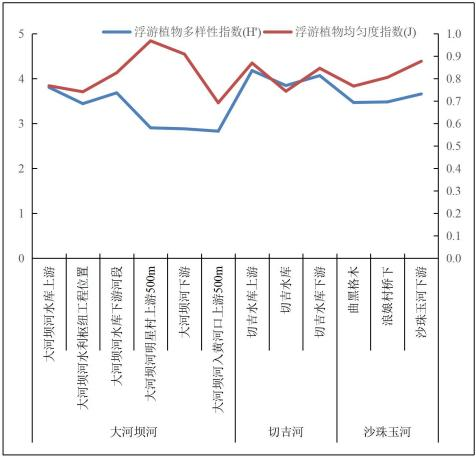 浮游植物多样性指数(H') 浮游植物均匀度指数(J)
5
4
3
2
1
0
1.0
0.9
0.8
0.7
0.6
0.5
0.4
0.3
0.2
0.1
0.0
大河坝河水库上游
大河坝河水利枢纽工程位置
大河坝河水库下游河段
大河坝河明星村上游500m
大河坝河下游
大河坝河入黄河口上游500m
切吉水库上游
切吉水库
切吉水库下游
曲黑格木
浪娘村桥下
沙珠玉河下游
大河坝河 切吉河 沙珠玉河